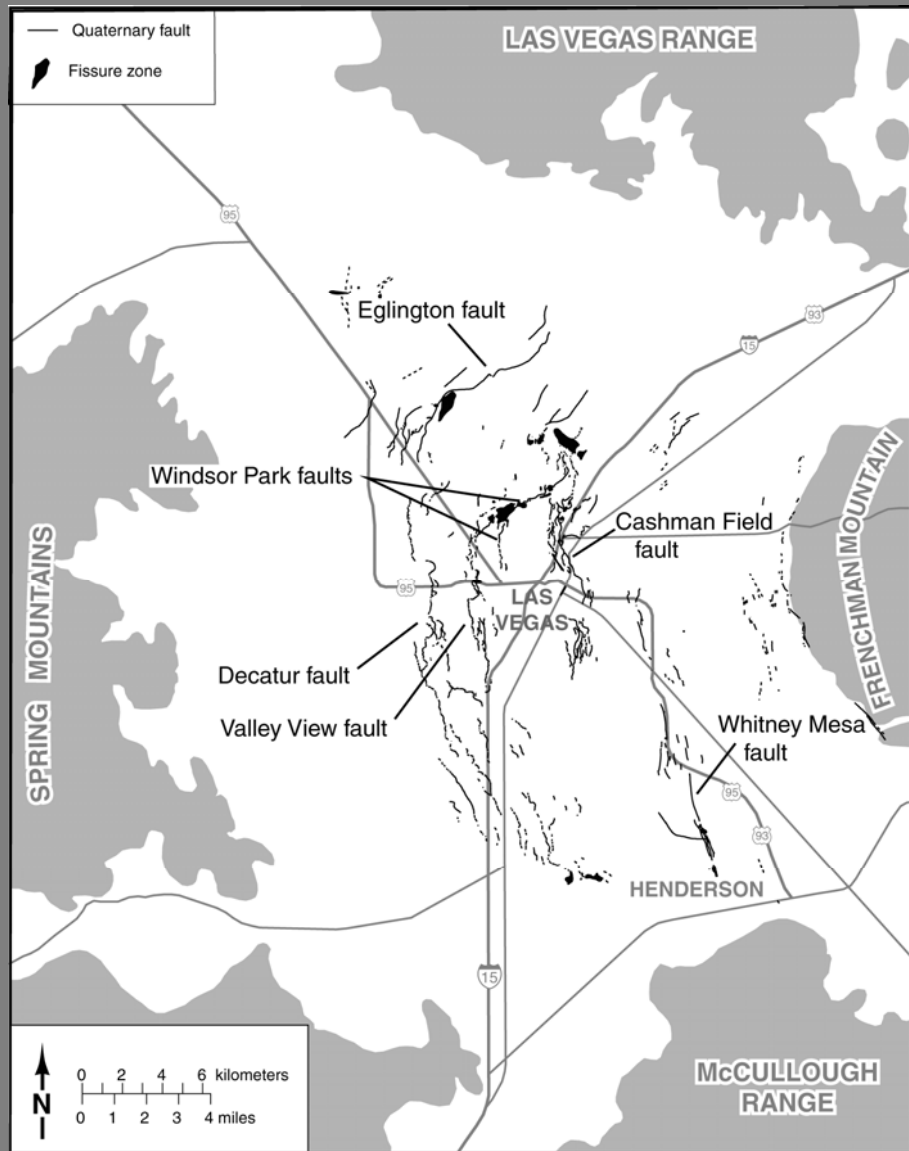 Quaternary fault
Fissure zone
LAS VEGAS RANGE
95
93
15
Eglington fault
Windsor Park faults
Cashman Field
fault
FRENCHMAN MOUNTAIN
SPRING MOUNTAINS
95
LAS
VEGAS
Decatur fault
Valley View fault
Whitney Mesa
fault
95
93
HENDERSON
15
McCULLOUGH
RANGE
N
0 2 4 6 kilometers
0 1 2 3 4 miles